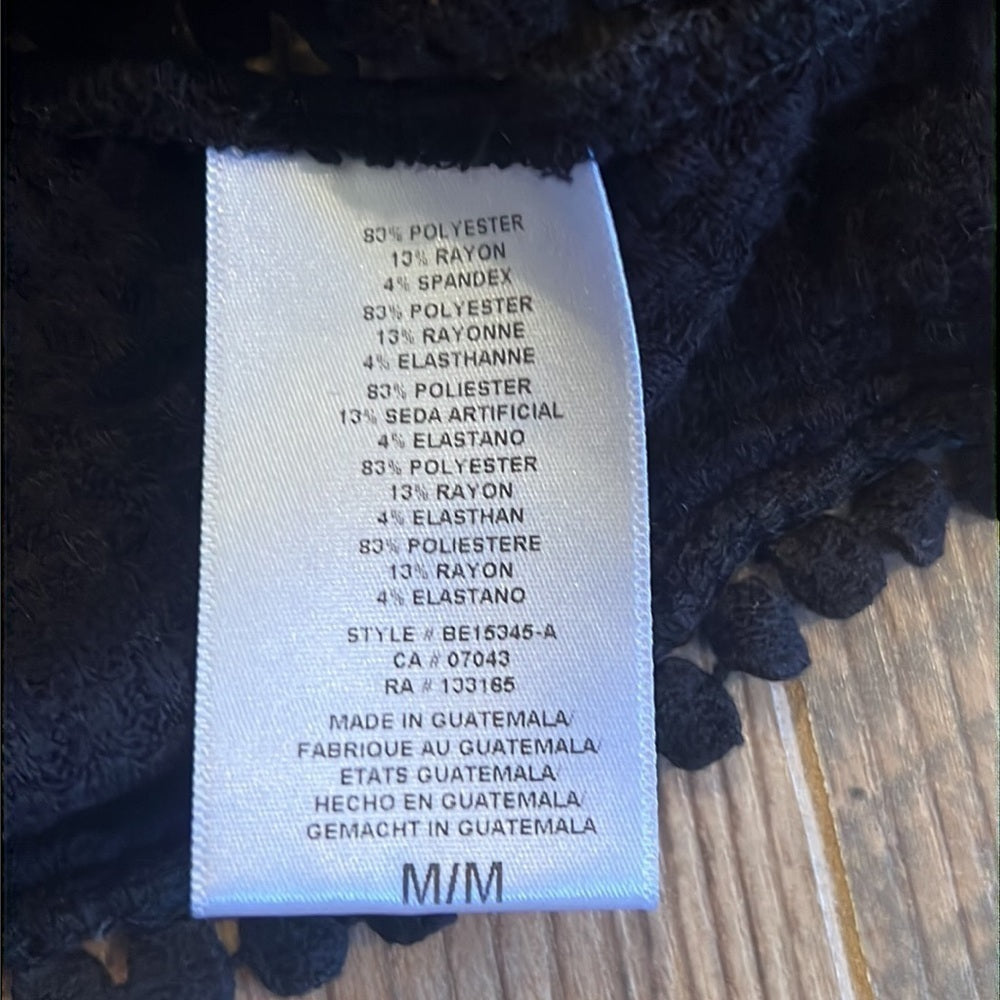 83% POLYESTER
13% RAYON
4% SPANDEX
83% POLYESTER
13% RAYONNE
4% ELASTHANNE
83% POLIESTER
13% SEDA ARTIFICIAL
4% ELASTANO
83% POLYESTER
13% RAYON
4% ELASTHAN
83% POLIESTERE
13% RAYON
4% ELASTANO
STYLE # BE15345-A
CA # 07043
RA # 133165
MADE IN GUATEMALA/
FABRIQUE AU GUATEMALA/
ETATS GUATEMALA/
HECHO EN GUATEMALA/
GEMACHT IN GUATEMALA
M/M